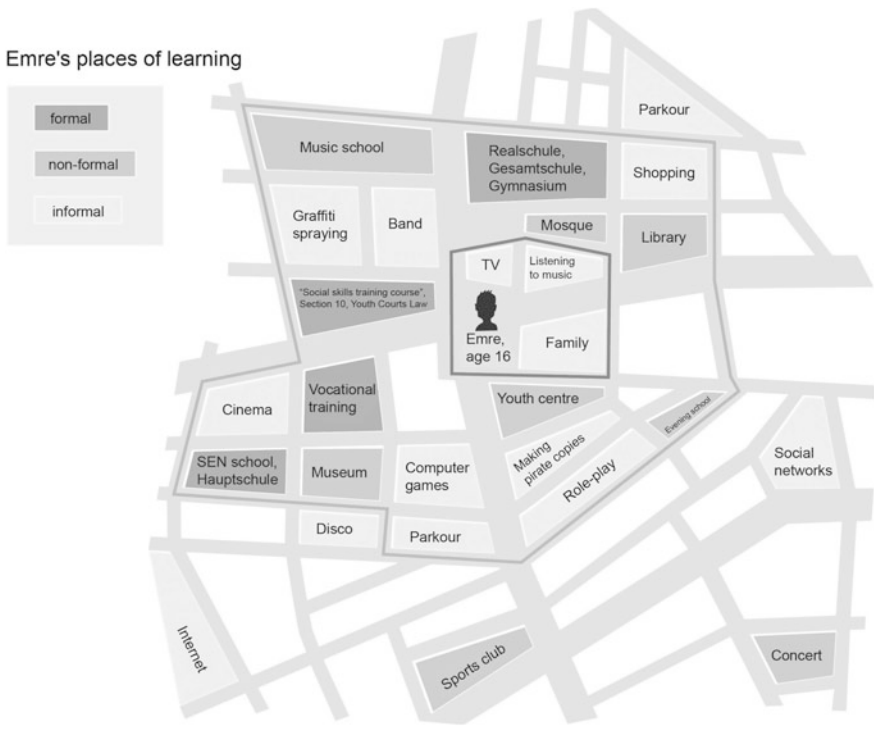 Emre's places of learning
formal
non-formal
informal
Parkour
Music school
Realschule,
Gesamtschule,
Gymnasium
Shopping
Graffiti
spraying
Band
Mosque
Library
TV
Listening
to music
"Social skills training course",
Section 10, Youth Courts Law
Emre,
age 16
Family
Cinema
Vocational
training
Youth centre
Evening school
SEN school,
Hauptschule
Museum
Computer
games
Making
pirate copies
Role-play
Social
networks
Disco
Parkour
Internet
Sports club
Concert